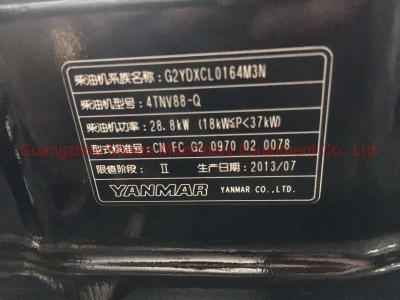 柴油机系族名称: G2YDXCL0164M3N
柴油机型号: 4TNV88-Q
柴油机功率: 28.8kW (18kW≤P<37kW)
型式核准号: CN FC G2 0970 02 0078
限值阶段: II 生产日期 2013/07
YANMAR YANMAR CO.,LTD.